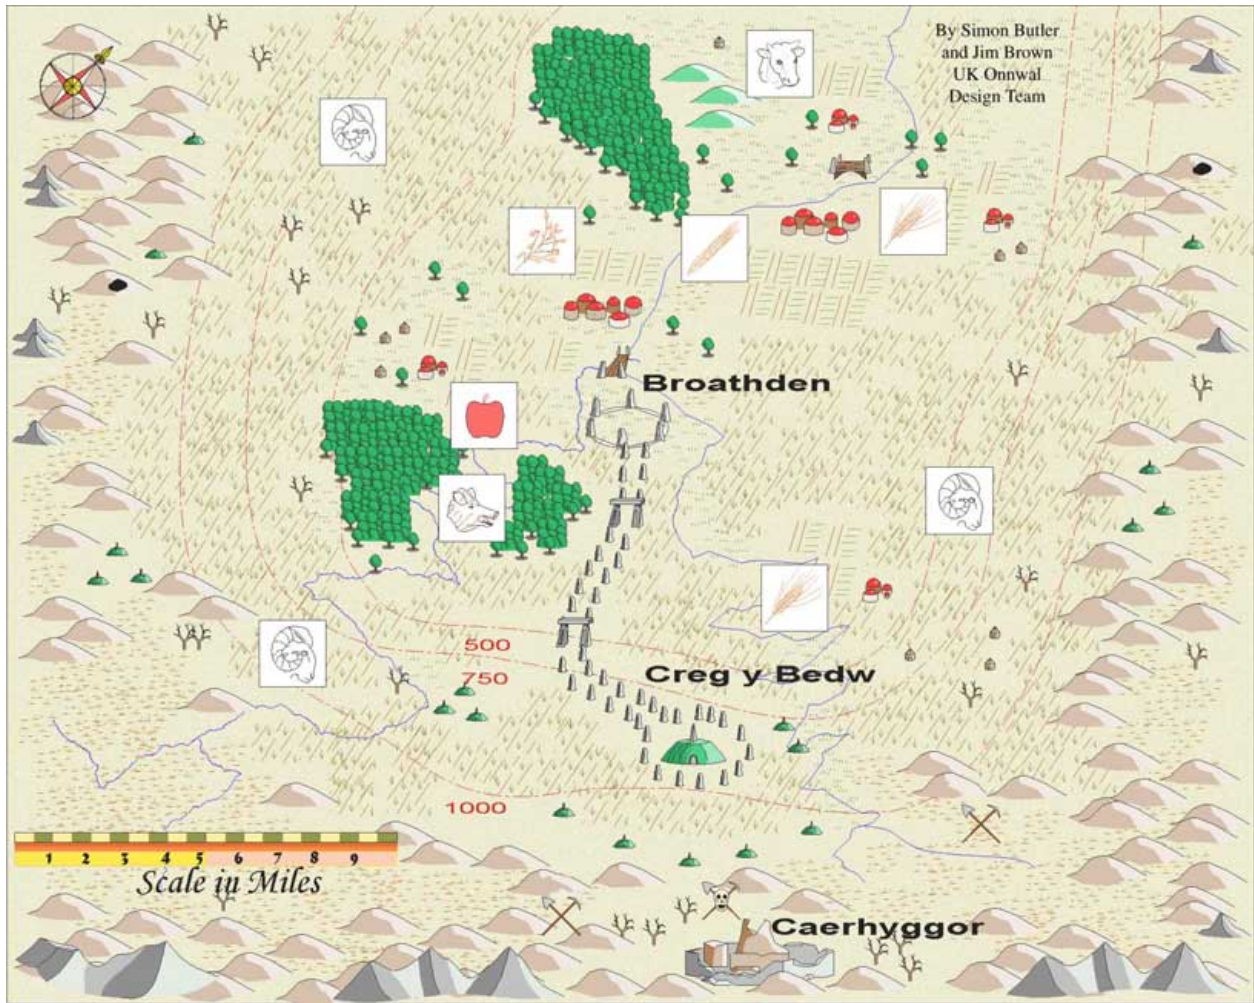 By Simon Butler
and Jim Brown
UK Onnwal
Design Team
Broathden
500
Creg y Bedw
750
1000
1 2 3 4 5 6 7 8 9
Scale in Miles
Caerhyggor